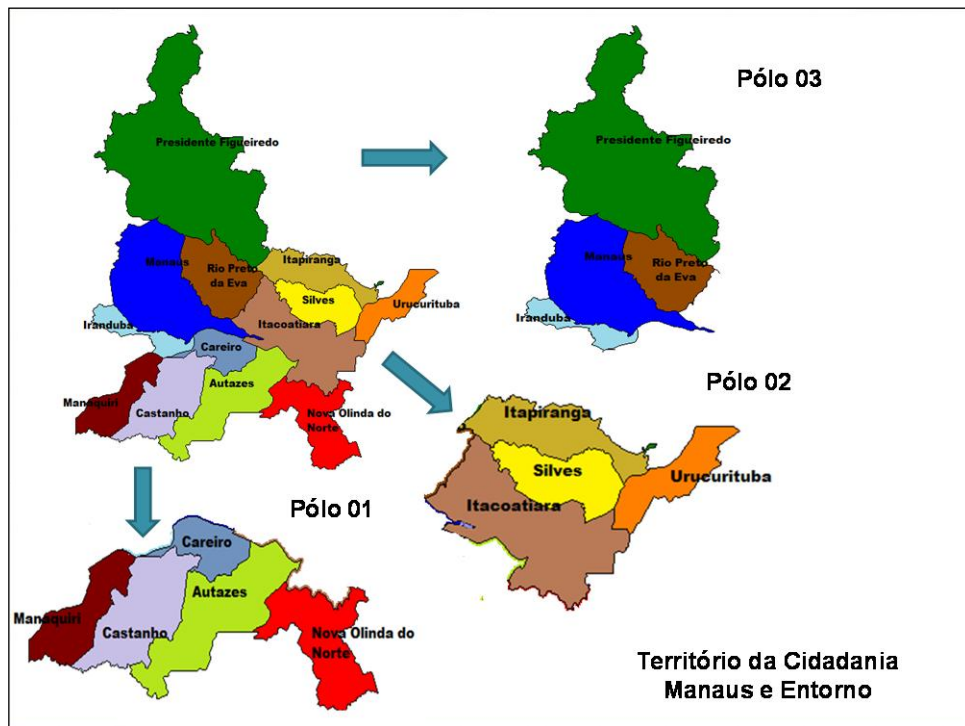 Pólo 03
Presidente Figueiredo
Manaus
Rio Preto
da Eva
Itapiranga
Silves
Urucurituba
Itacoatiara
Iranduba
Careiro
Autazes
Manaquiri
Castanho
Nova Olinda do
Norte
Presidente Figueiredo
Manaus
Rio Preto
da Eva
Iranduba
Pólo 02
Itapiranga
Silves
Urucurituba
Itacoatiara
Pólo 01
Careiro
Autazes
Manaquiri
Castanho
Nova Olinda do
Norte
Território da Cidadania
Manaus e Entorno